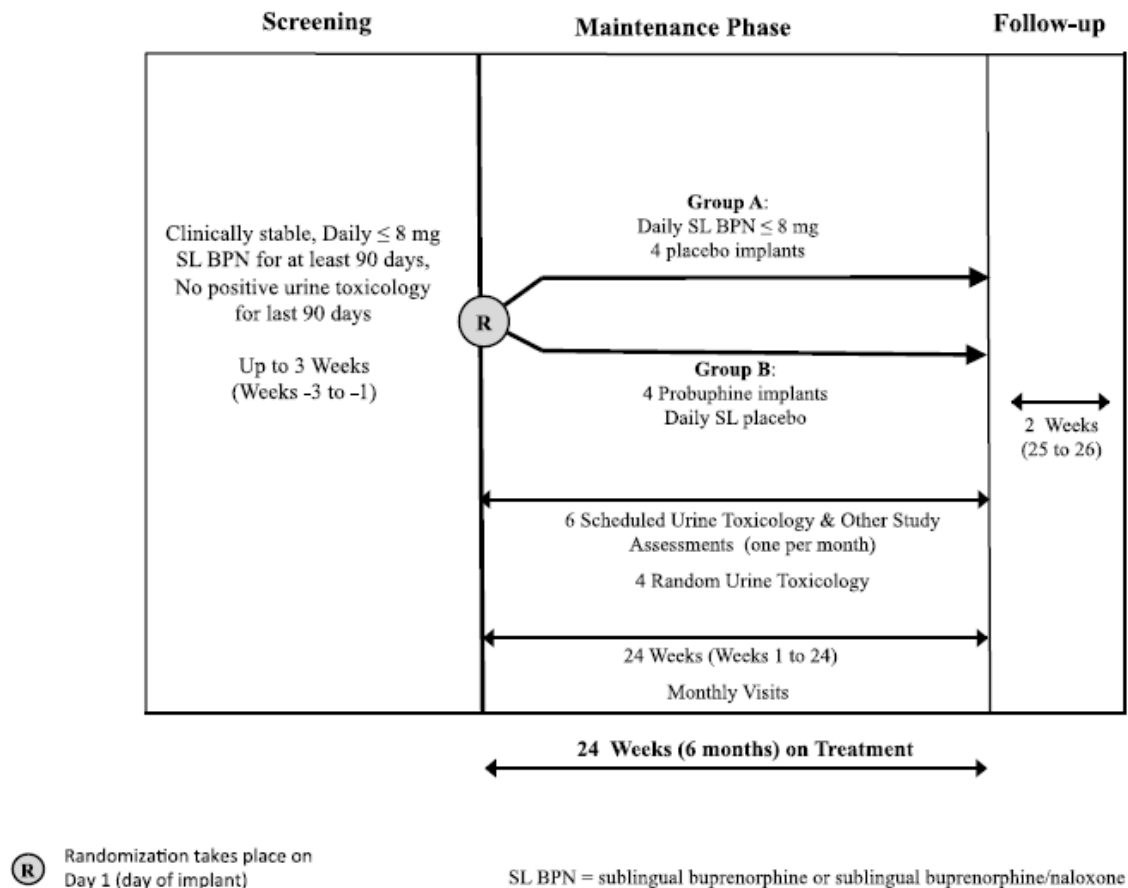 Screening
Maintenance Phase
Follow-up
Clinically stable, Daily ≤ 8 mg
SL BPN for at least 90 days,
No positive urine toxicology
for last 90 days
Up to 3 Weeks
(Weeks -3 to -1)
R
Group A:
Daily SL BPN ≤ 8 mg
4 placebo implants
Group B:
4 Probuphine implants
Daily SL placebo
2 Weeks
(25 to 26)
6 Scheduled Urine Toxicology & Other Study
Assessments (one per month)
4 Random Urine Toxicology
24 Weeks (Weeks 1 to 24)
Monthly Visits
24 Weeks (6 months) on Treatment
R
Randomization takes place on
Day 1 (day of implant)
SL BPN = sublingual buprenorphine or sublingual buprenorphine/naloxone